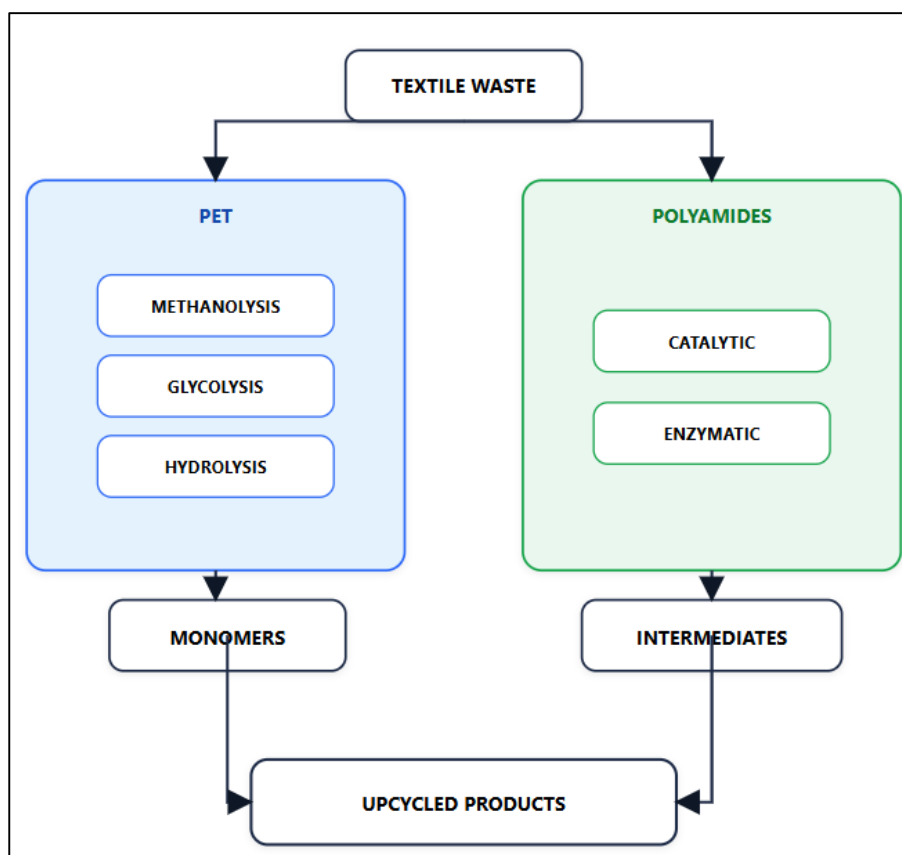 TEXTILE WASTE
PET
METHANOLYSIS
GLYCOLYSIS
HYDROLYSIS
POLYAMIDES
CATALYTIC
ENZYMATIC
MONOMERS
INTERMEDIATES
UPCYCLED PRODUCTS